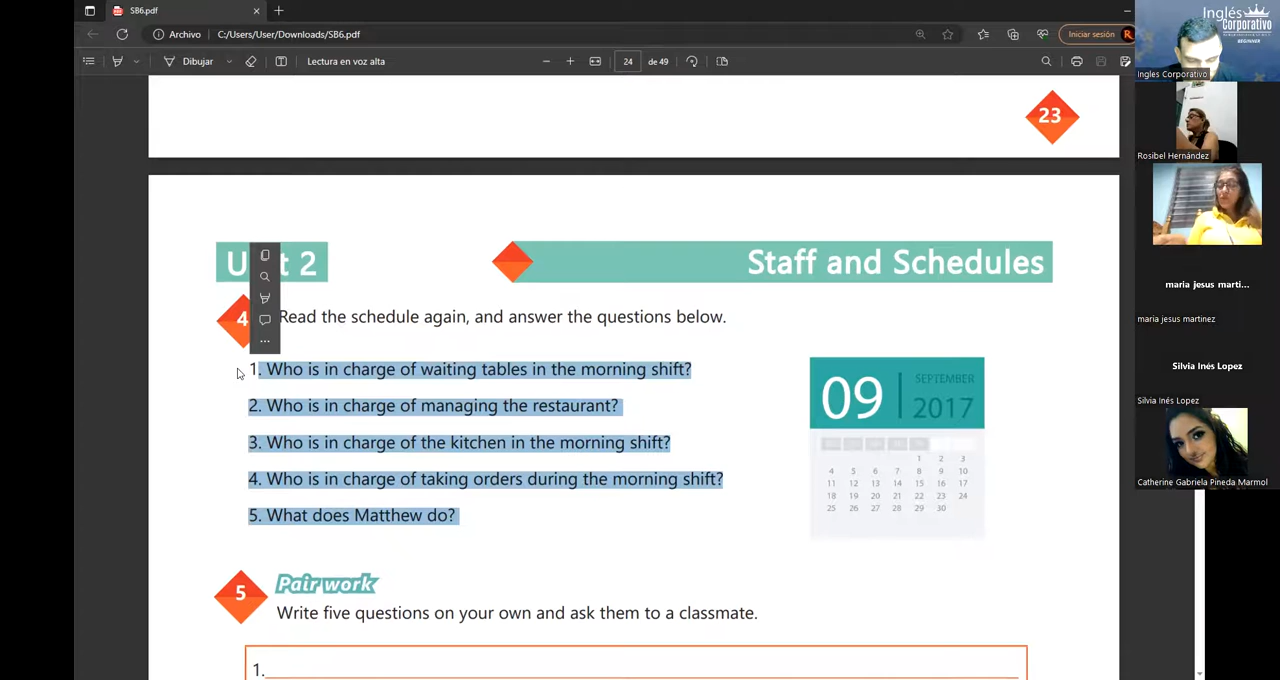 SB6.pdf
Archivo
C:/Users/User/Downloads/SB6.pdf
Iniciar sesión
R
Dibujar
Lectura en voz alta
24
de 49
23
Unit 2
Staff and Schedules
4
Read the schedule again, and answer the questions below.
1. Who is in charge of waiting tables in the morning shift?
2. Who is in charge of managing the restaurant?
3. Who is in charge of the kitchen in the morning shift?
4. Who is in charge of taking orders during the morning shift?
5. What does Matthew do?
09
SEPTEMBER
2017
1 2 3
4 5 6 7 8 9 10
11 12 13 14 15 16 17
18 19 20 21 22 23 24
25 26 27 28 29 30
5
Pair work
Write five questions on your own and ask them to a classmate.
1.
Inglés
Corporativo
BEGINNER
Ingles Corporativo
Rosibel Hernández
maria jesus marti...
maria jesus martinez
Silvia Inés Lopez
Silvia Inés Lopez
Catherine Gabriela Pineda Marmol